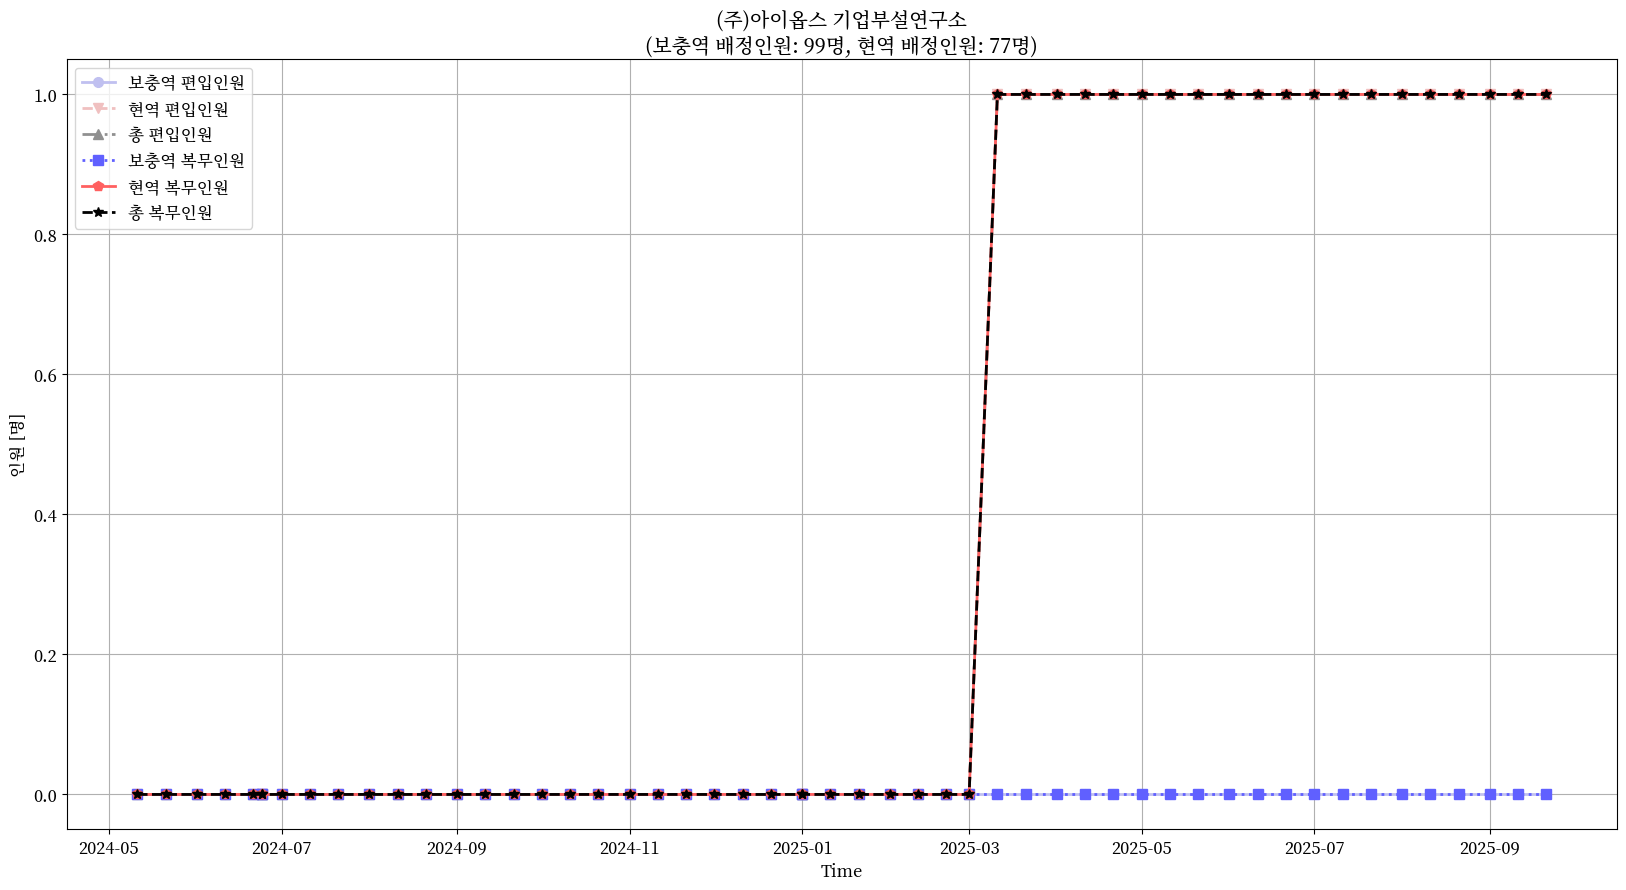 (주)아이옵스 기업부설연구소
(보충역 배정인원: 99명, 현역 배정인원: 77명)
보충역 편입인원
현역 편입인원
총 편입인원
보충역 복무인원
현역 복무인원
총 복무인원
인원 [명]
1.0
0.8
0.6
0.4
0.2
0.0
2024-05
2024-07
2024-09
2024-11
2025-01
2025-03
2025-05
2025-07
2025-09
Time